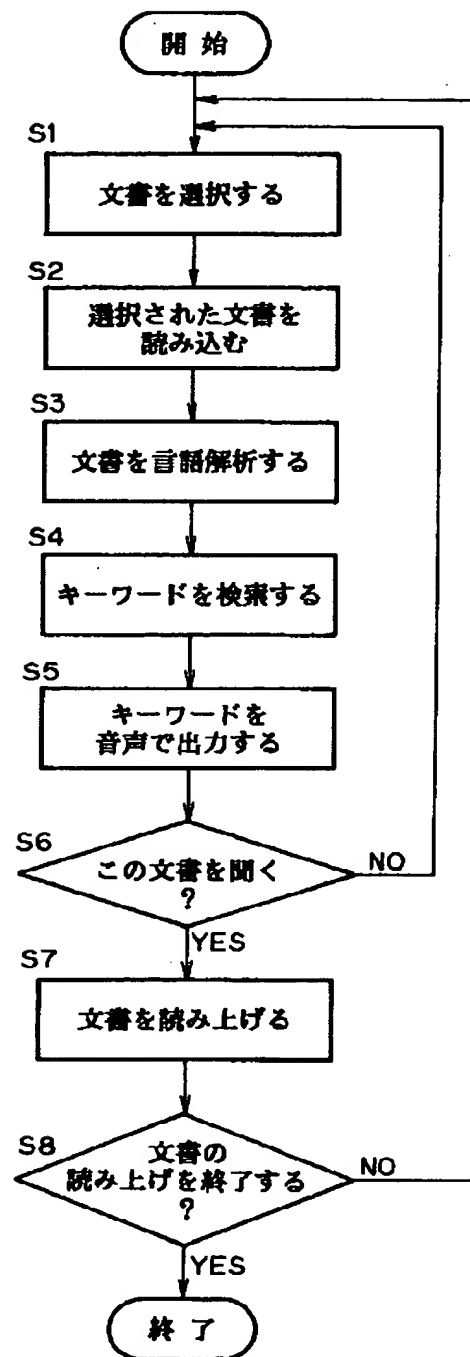 開始
S1
文書を選択する
S2
選択された文書を
読み込む
S3
文書を言語解析する
S4
キーワードを検索する
S5
キーワードを
音声で出力する
S6
この文書を聞く
?
NO
YES
S7
文書を読み上げる
S8
文書の
読み上げを終了する
?
NO
YES
終了